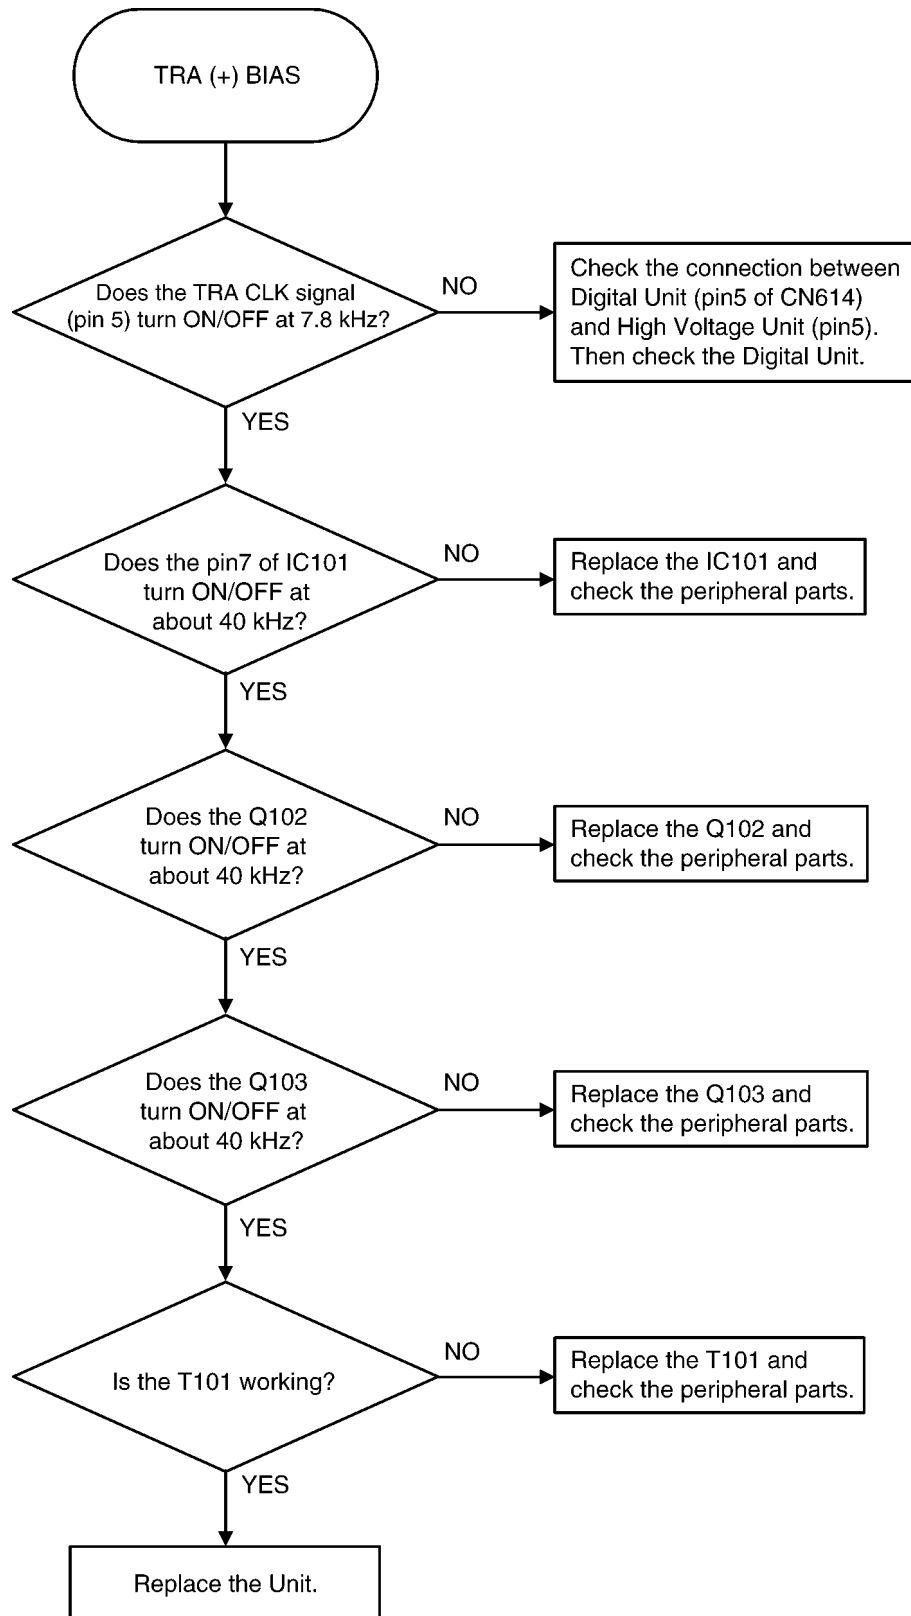 TRA (+) BIAS
Does the TRA CLK signal
(pin 5) turn ON/OFF at 7.8 kHz?
NO
Check the connection between
Digital Unit (pin5 of CN614)
and High Voltage Unit (pin5).
Then check the Digital Unit.
YES
Does the pin7 of IC101
turn ON/OFF at
about 40 kHz?
NO
Replace the IC101 and
check the peripheral parts.
YES
Does the Q102
turn ON/OFF at
about 40 kHz?
NO
Replace the Q102 and
check the peripheral parts.
YES
Does the Q103
turn ON/OFF at
about 40 kHz?
NO
Replace the Q103 and
check the peripheral parts.
YES
Is the T101 working?
NO
Replace the T101 and
check the peripheral parts.
YES
Replace the Unit.